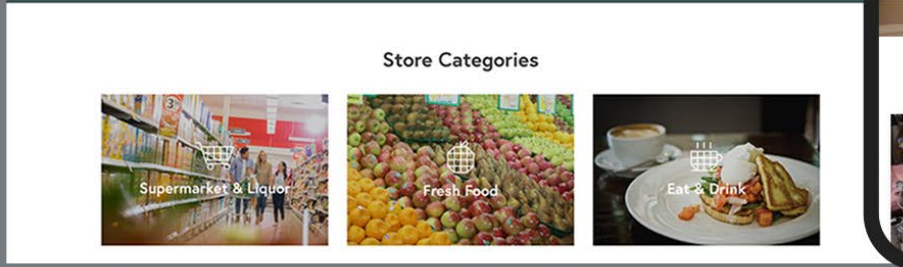 Store Categories
Supermarket & Liquor
Fresh Food
Eat & Drink